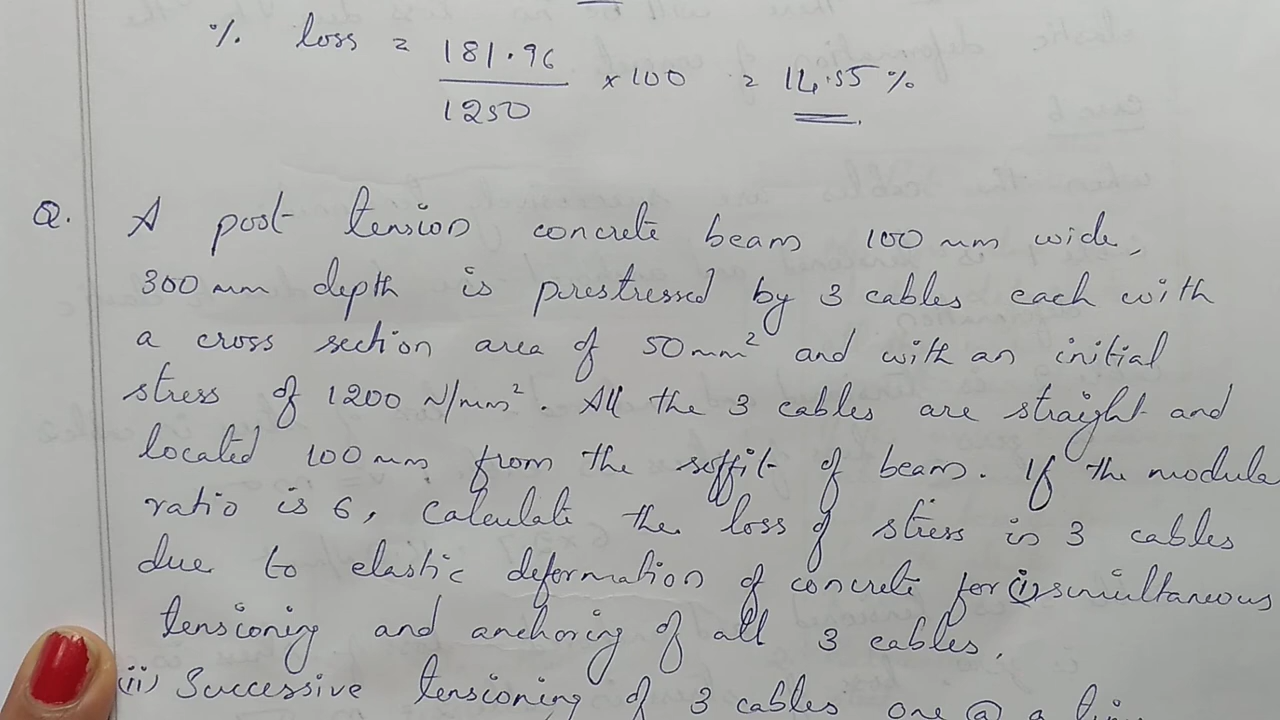 % loss = 181.96 / 1250 × 100 = 14.55 %
Q. A post tension concrete beam 100 mm wide,
300 mm depth is prestressed by 3 cables each with
a cross section area of 50 mm² and with an initial
stress of 1200 N/mm². All the 3 cables are straight and
located 100 mm from the soffit of beam. If the modula
ratio is 6, calculate the loss of stress in 3 cables
due to elastic deformation of concrete for (i) simultaneous
tensioning and anchoring of all 3 cables.
(ii) Successive tensioning of 3 cables one @ a